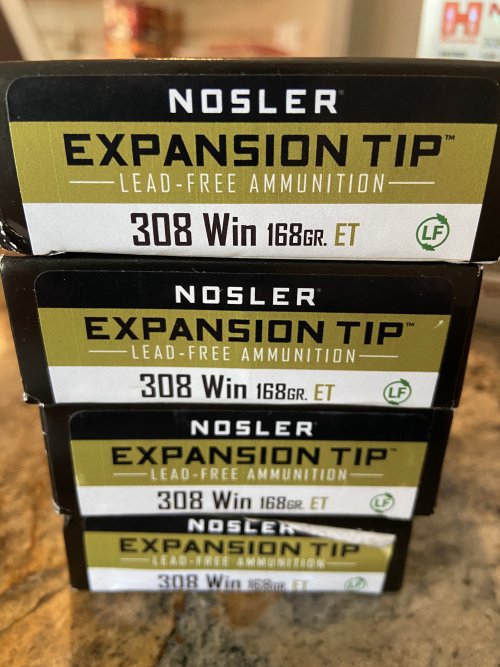 NOSLER
EXPANSION TIP™
LEAD-FREE AMMUNITION
308 Win 168GR. ET LF
NOSLER
EXPANSION TIP™
LEAD-FREE AMMUNITION
308 Win 168GR. ET LF
NOSLER
EXPANSION TIP™
LEAD-FREE AMMUNITION
308 Win 168GR. ET LF
NOSLER
EXPANSION TIP
LEAD-FREE AMMUNITION
308 Win 168GR. ET